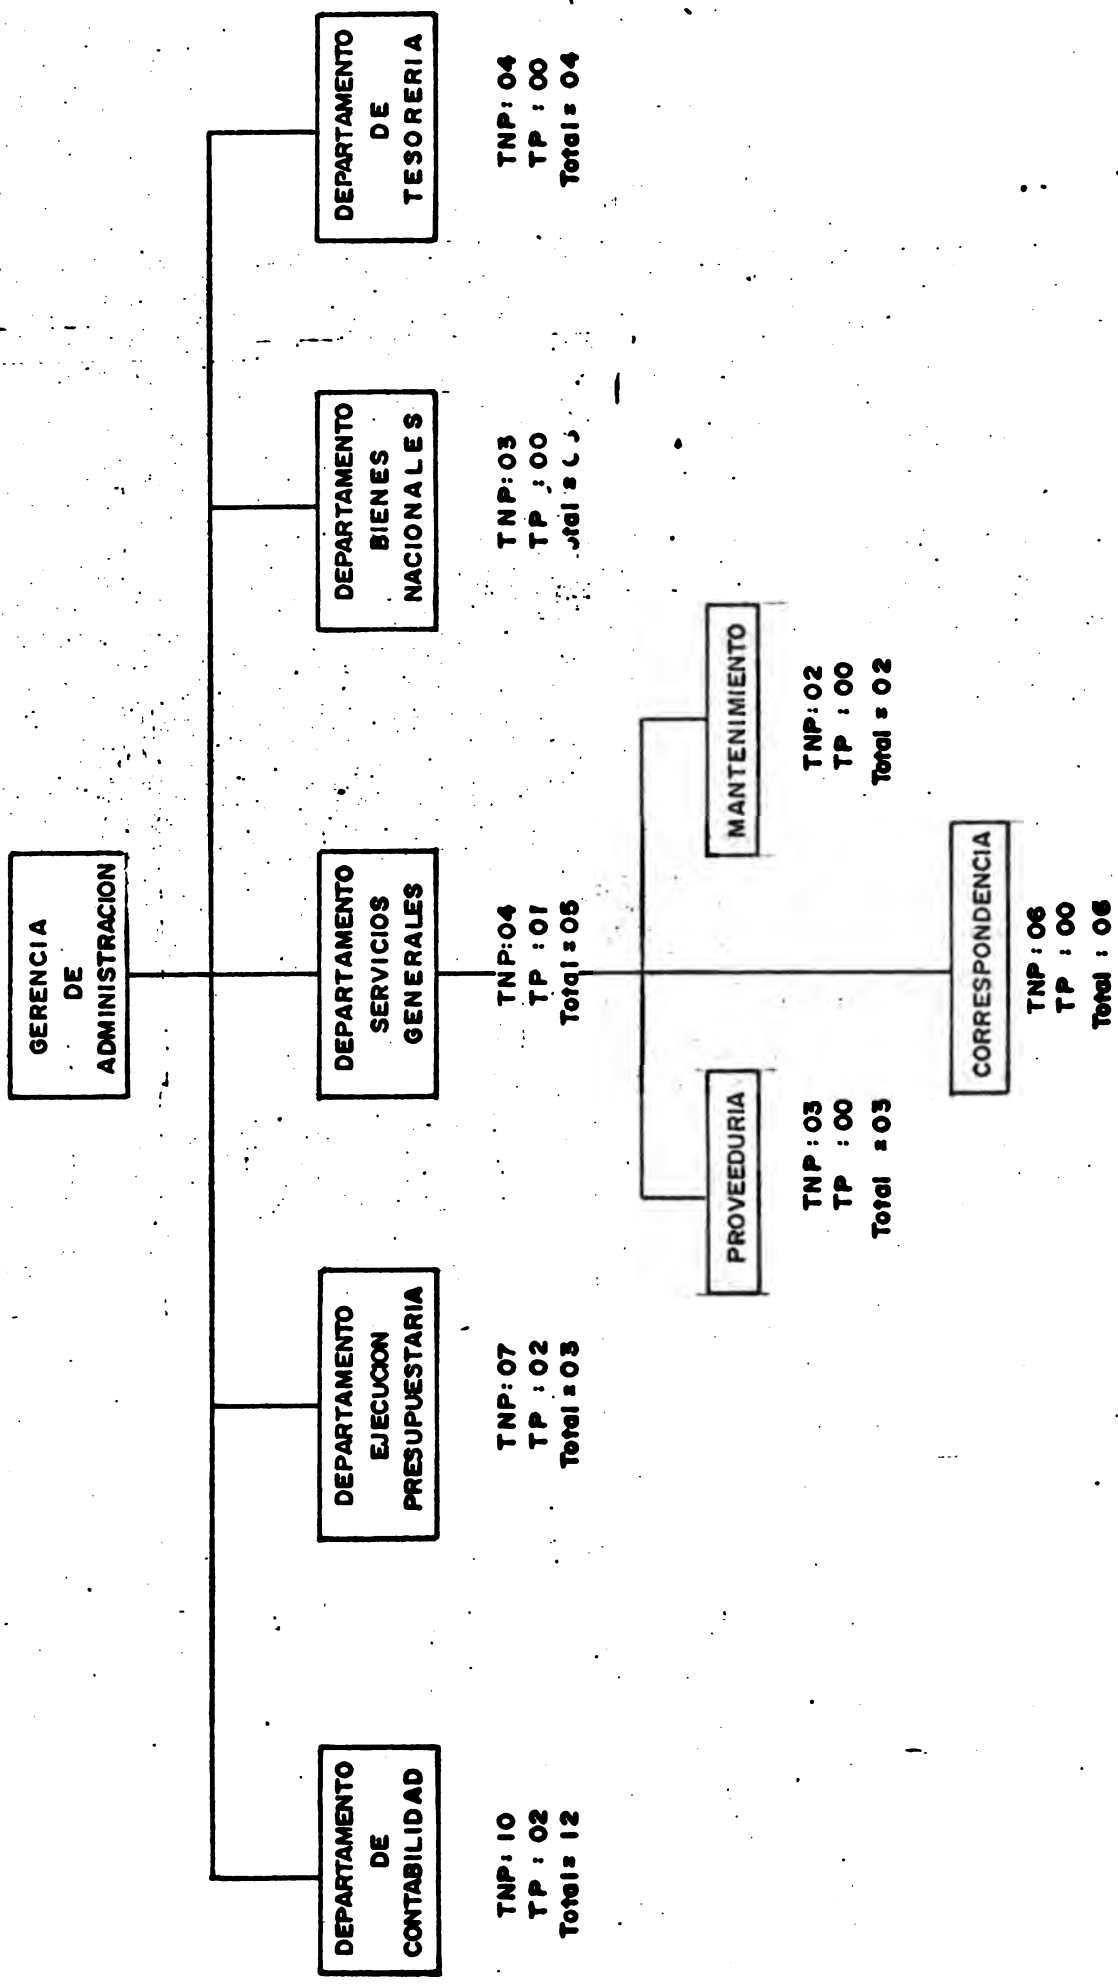 GERENCIA
DE
ADMINISTRACION
DEPARTAMENTO
DE
CONTABILIDAD
TNP: 10
TP : 02
Total = 12
DEPARTAMENTO
EJECUCION
PRESUPUESTARIA
TNP: 07
TP : 02
Total = 03
DEPARTAMENTO
SERVICIOS
GENERALES
TNP: 04
TP : 01
Total = 05
DEPARTAMENTO
BIENES
NACIONALES
TNP: 03
TP : 00
DEPARTAMENTO
DE
TESORERIA
TNP: 04
TP : 00
Total = 04
PROVEEDURIA
TNP: 03
TP : 00
Total = 03
MANTENIMIENTO
TNP: 02
TP : 00
Total = 02
CORRESPONDENCIA
TNP: 06
TP : 00
Total : 06